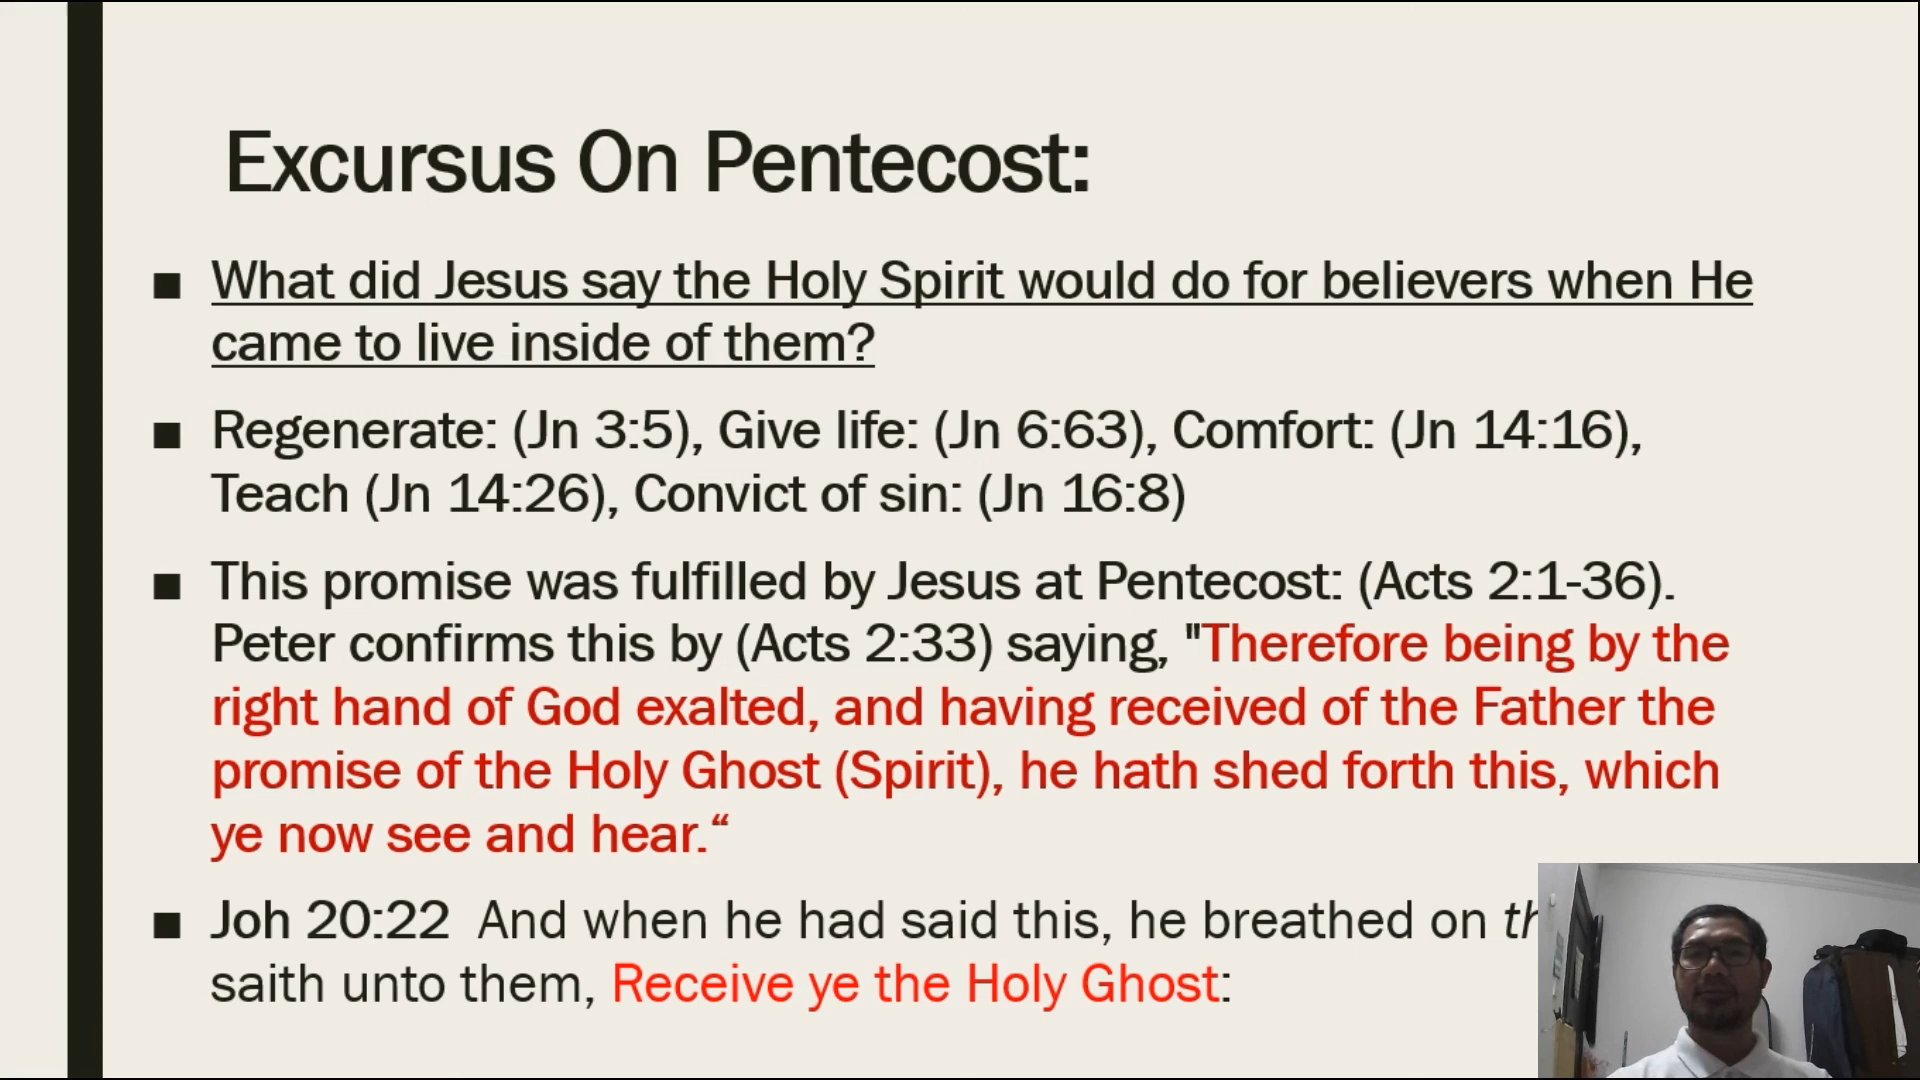 Excursus On Pentecost:
■ What did Jesus say the Holy Spirit would do for believers when He
came to live inside of them?
■ Regenerate: (Jn 3:5), Give life: (Jn 6:63), Comfort: (Jn 14:16),
Teach (Jn 14:26), Convict of sin: (Jn 16:8)
■ This promise was fulfilled by Jesus at Pentecost: (Acts 2:1-36).
Peter confirms this by (Acts 2:33) saying, "Therefore being by the
right hand of God exalted, and having received of the Father the
promise of the Holy Ghost (Spirit), he hath shed forth this, which
ye now see and hear.“
■ Joh 20:22 And when he had said this, he breathed on
saith unto them, Receive ye the Holy Ghost: